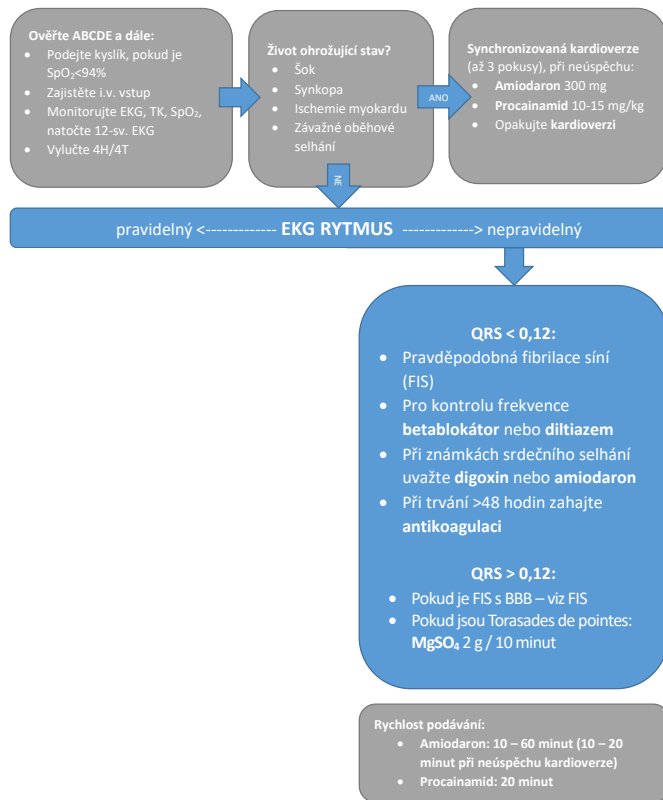 Ověřte ABCDE a dále:
• Podejte kyslík, pokud je
SpO₂<94%
• Zajistěte i.v. vstup
• Monitorujte EKG, TK, SpO₂,
natočte 12-sv. EKG
• Vylučte 4H/4T
Život ohrožující stav?
• Šok
• Synkopa
• Ischemie myokardu
• Závažné oběhové
selhání
ANO
Synchronizovaná kardioverze
(až 3 pokusy), při neúspěchu:
• Amiodaron 300 mg
• Procainamid 10-15 mg/kg
• Opakujte kardioverzi
NE
pravidelný <------------- EKG RYTMUS -------------> nepravidelný
QRS < 0,12:
• Pravděpodobná fibrilace síní
(FIS)
• Pro kontrolu frekvence
betablokátor nebo diltiazem
• Při známkách srdečního selhání
uvažte digoxin nebo amiodaron
• Při trvání >48 hodin zahajte
antikoagulaci
QRS > 0,12:
• Pokud je FIS s BBB – viz FIS
• Pokud jsou Torasades de pointes:
MgSO₄ 2 g / 10 minut
Rychlost podávání:
• Amiodaron: 10 – 60 minut (10 – 20
minut při neúspěchu kardioverze)
• Procainamid: 20 minut